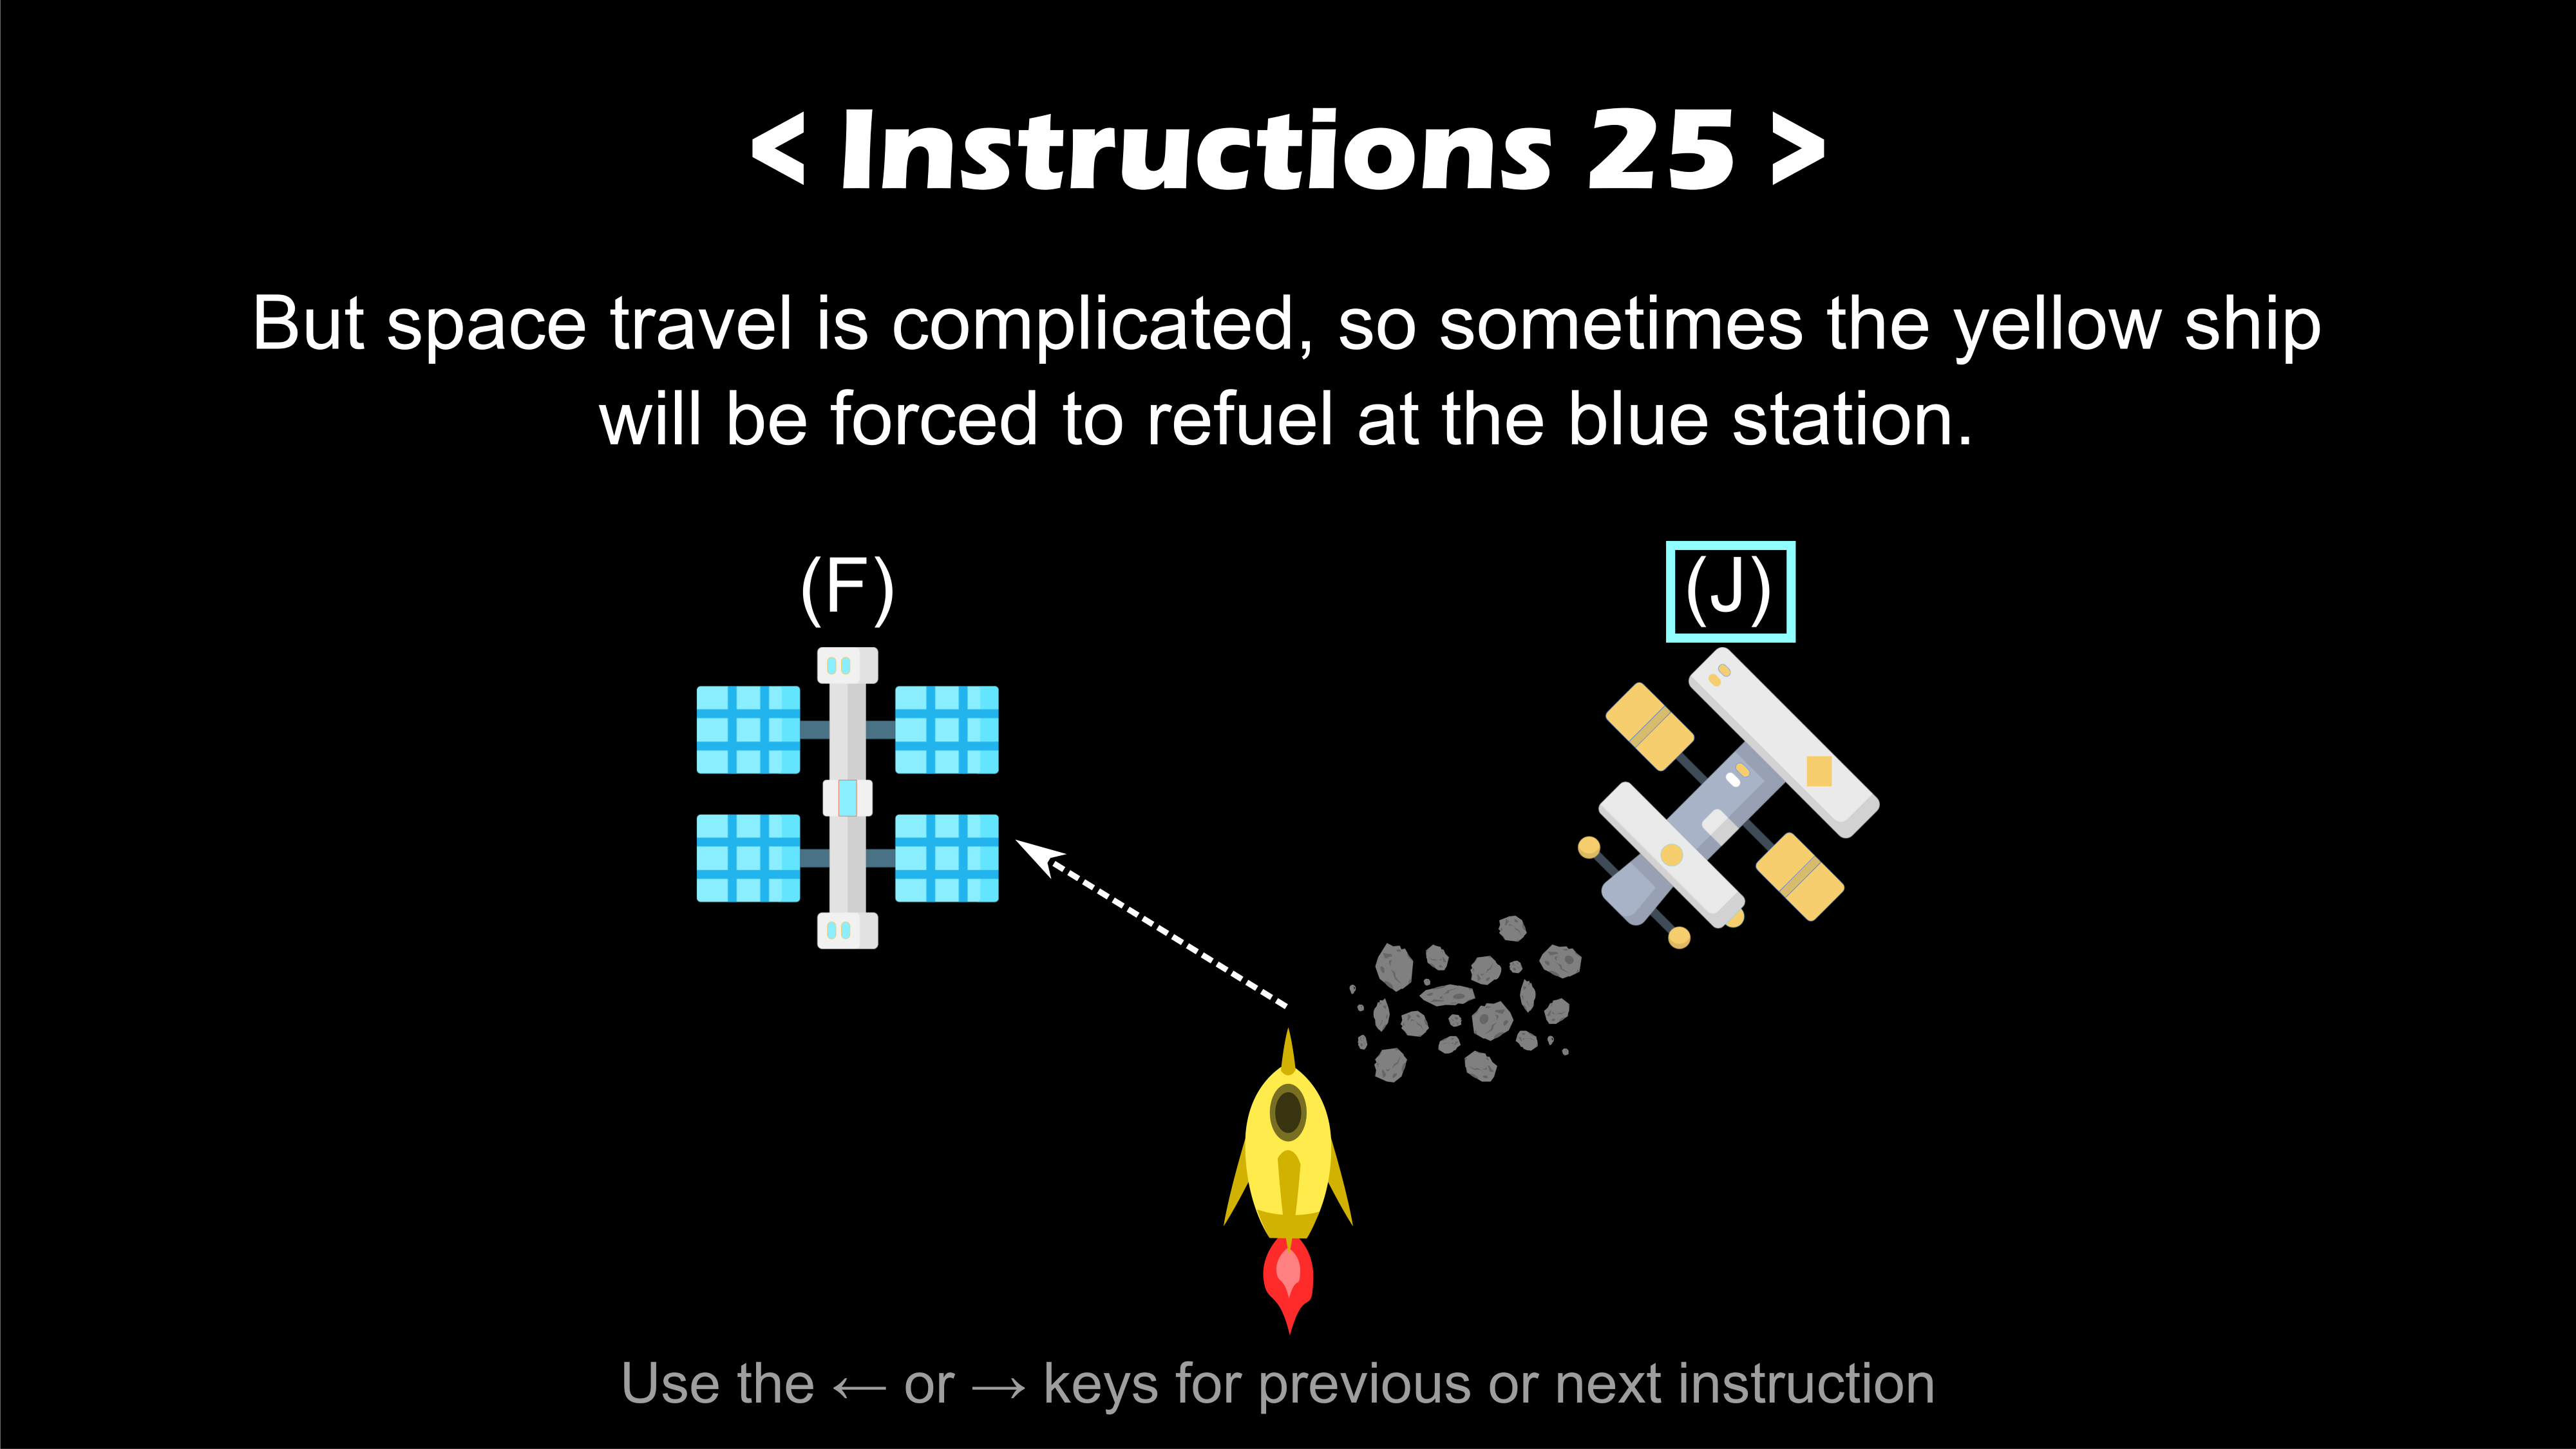 < Instructions 25 >
But space travel is complicated, so sometimes the yellow ship
will be forced to refuel at the blue station.
(F)
(J)
Use the ← or → keys for previous or next instruction